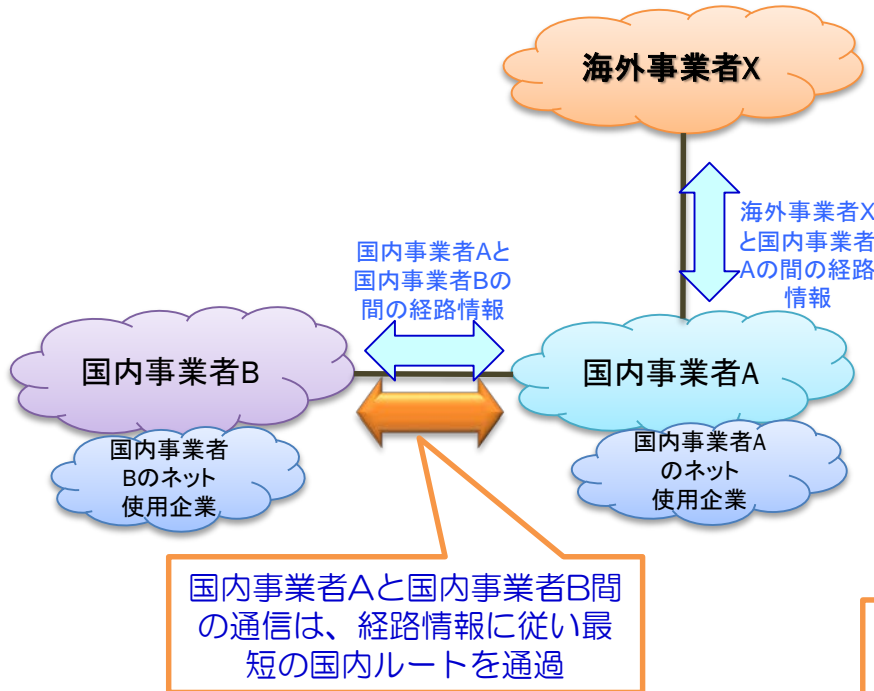 海外事業者X
海外事業者X
と国内事業者
Aの間の経路
情報
国内事業者Aと
国内事業者Bの
間の経路情報
国内事業者B
国内事業者A
国内事業者
Bのネット
使用企業
国内事業者A
のネット
使用企業
国内事業者Aと国内事業者B間
の通信は、経路情報に従い最
短の国内ルートを通過